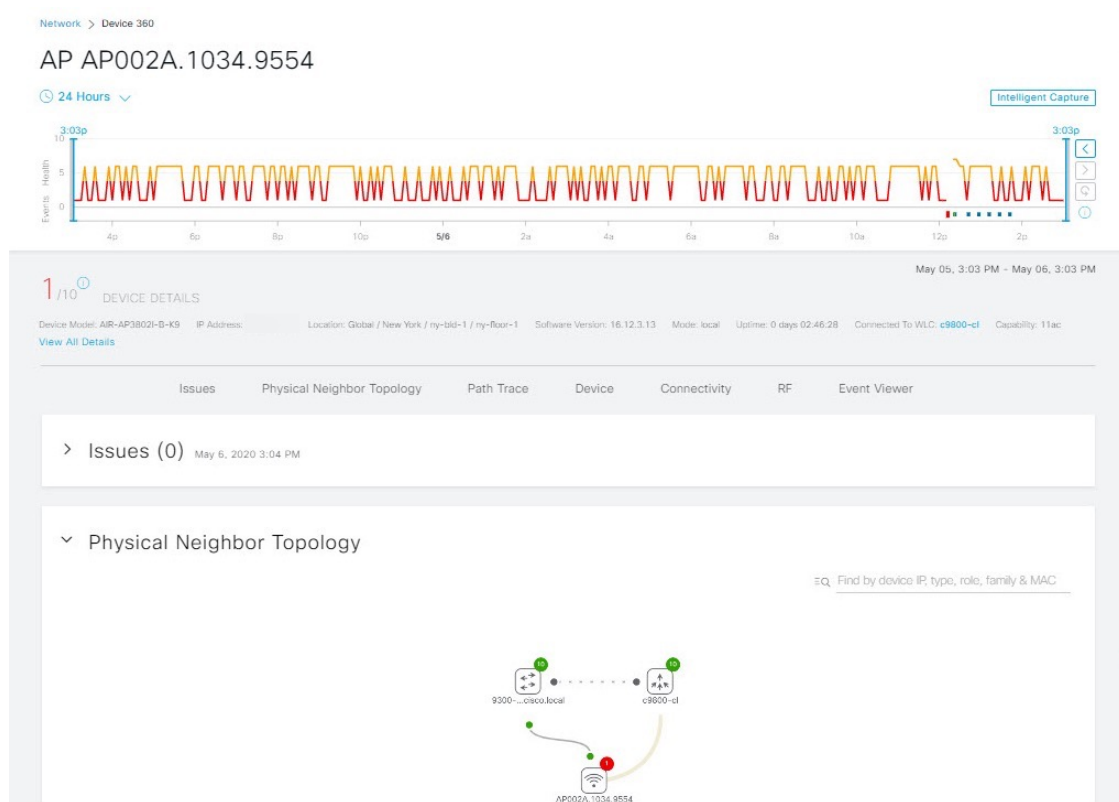 Network > Device 360
AP AP002A.1034.9554
24 Hours
Intelligent Capture
3:03p 3:03p
10
5
0
Health
Events
4p 6p 8p 10p 5/6 2a 4a 6a 8a 10a 12p 2p
May 05, 3:03 PM - May 06, 3:03 PM
1/10 DEVICE DETAILS
Device Model: AIR-AP3802I-B-K9 IP Address: Location: Global / New York / ny-bld-1 / ny-floor-1 Software Version: 16.12.3.13 Mode: local Uptime: 0 days 02:46:28 Connected To WLC: c9800-cl Capability: 11ac
View All Details
Issues Physical Neighbor Topology Path Trace Device Connectivity RF Event Viewer
Issues (0) May 6, 2020 3:04 PM
Physical Neighbor Topology
Find by device IP, type, role, family & MAC
10 10
9300-...cisco.local c9800-cl
1
AP002A.1034.9554